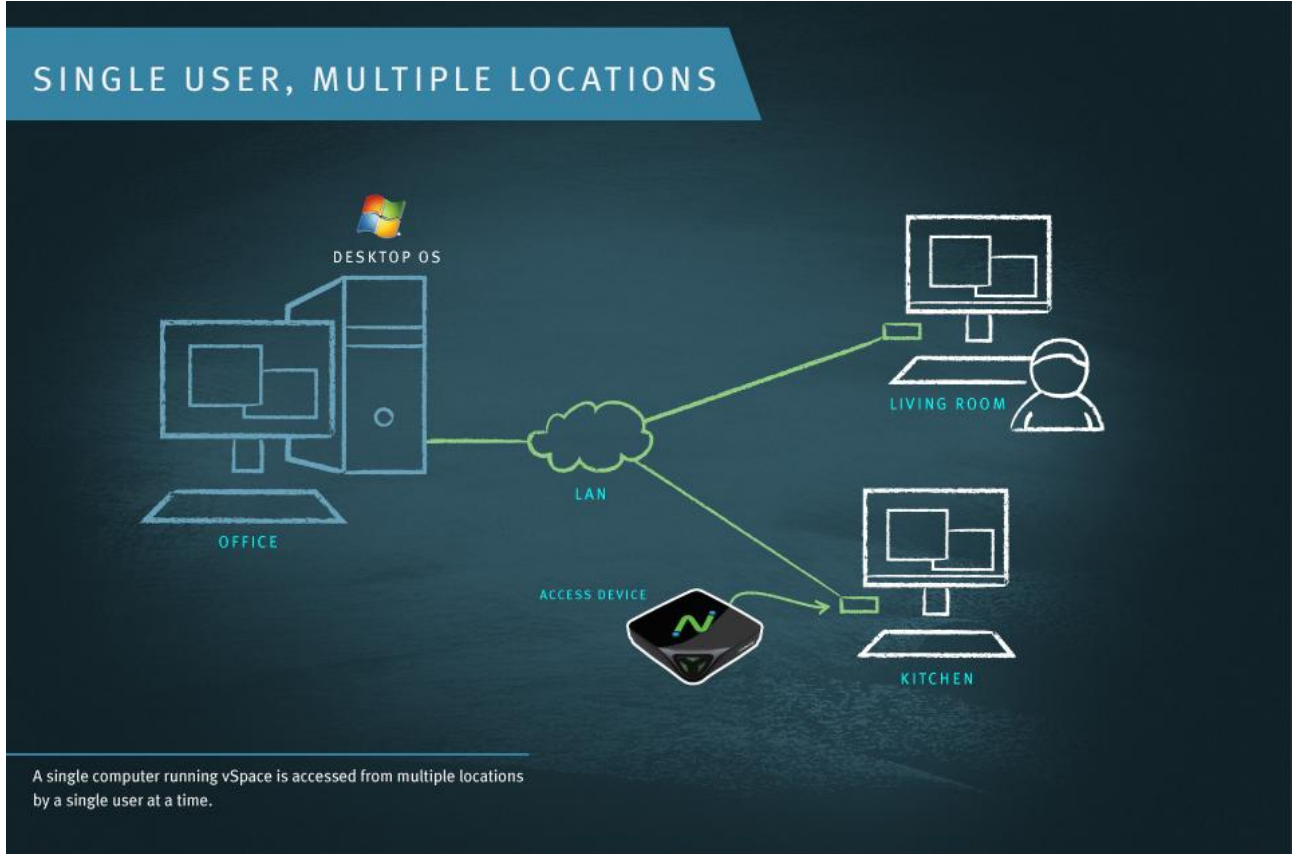 SINGLE USER, MULTIPLE LOCATIONS
DESKTOP OS
OFFICE
LAN
LIVING ROOM
ACCESS DEVICE
KITCHEN
A single computer running vSpace is accessed from multiple locations
by a single user at a time.